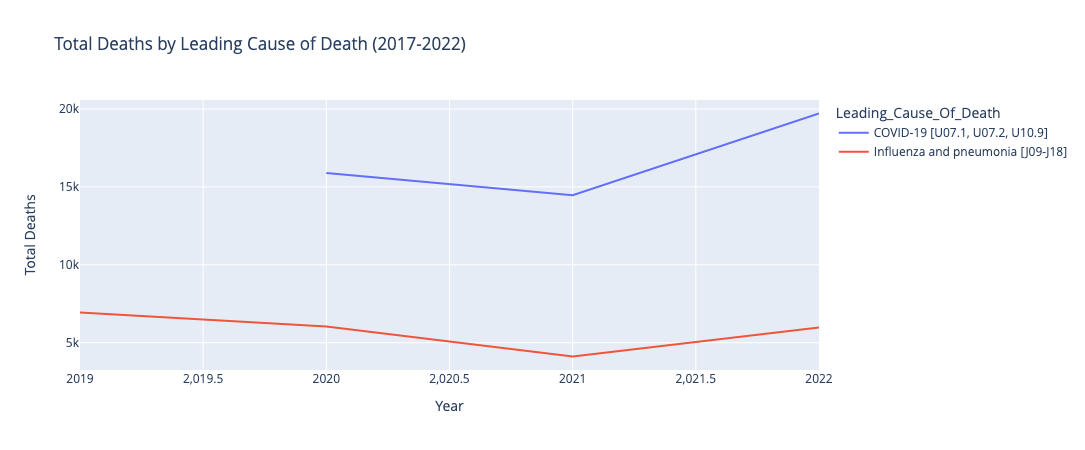 Total Deaths by Leading Cause of Death (2017-2022)
20k
15k
10k
5k
Total Deaths
2019
2,019.5
2020
2,020.5
2021
2,021.5
2022
Year
Leading_Cause_Of_Death
COVID-19 [U07.1, U07.2, U10.9]
Influenza and pneumonia [J09-J18]